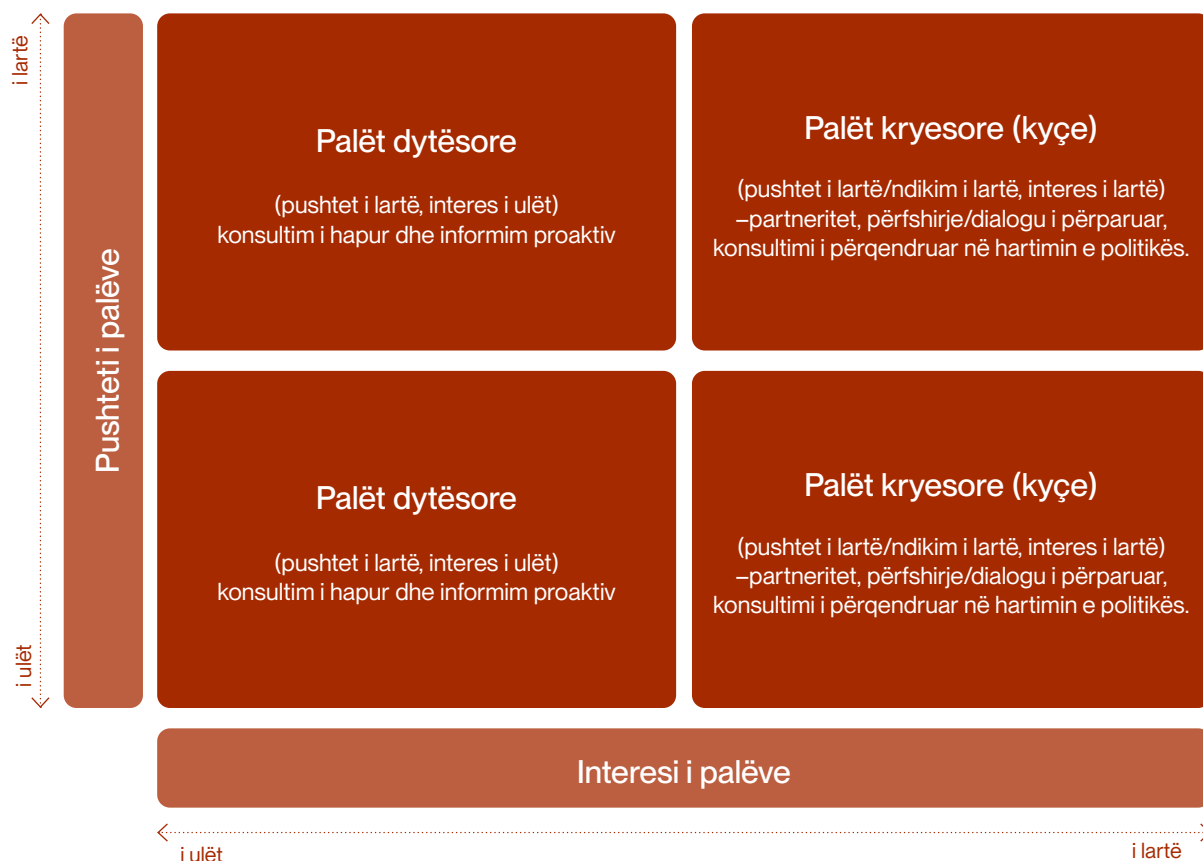 i lartë
Pushteti i palëve
i ulët
Palët dytësore
(pushtet i lartë, interes i ulët)
konsultim i hapur dhe informim proaktiv
Palët kryesore (kyçe)
(pushtet i lartë/ndikim i lartë, interes i lartë)
–partneritet, përfshirje/dialogu i përparuar,
konsultimi i përqendruar në hartimin e politikës.
Palët dytësore
(pushtet i lartë, interes i ulët)
konsultim i hapur dhe informim proaktiv
Palët kryesore (kyçe)
(pushtet i lartë/ndikim i lartë, interes i lartë)
–partneritet, përfshirje/dialogu i përparuar,
konsultimi i përqendruar në hartimin e politikës.
Interesi i palëve
i ulët
i lartë